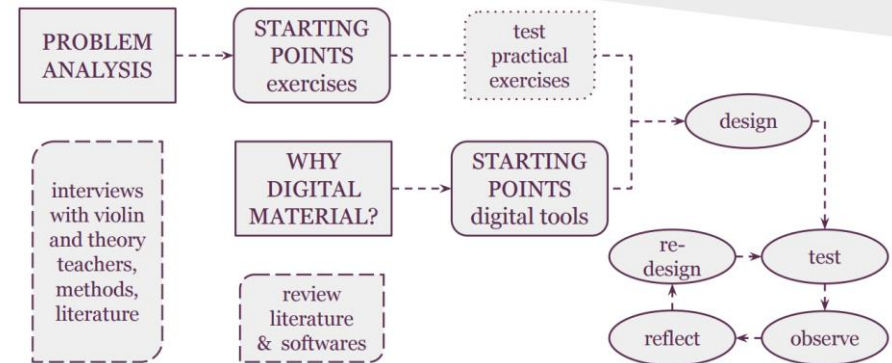 PROBLEM
ANALYSIS
STARTING
POINTS
exercises
test
practical
exercises
design
interviews
with violin
and theory
teachers,
methods,
literature
WHY
DIGITAL
MATERIAL?
STARTING
POINTS
digital tools
review
literature
& softwares
re-
design
test
reflect
observe